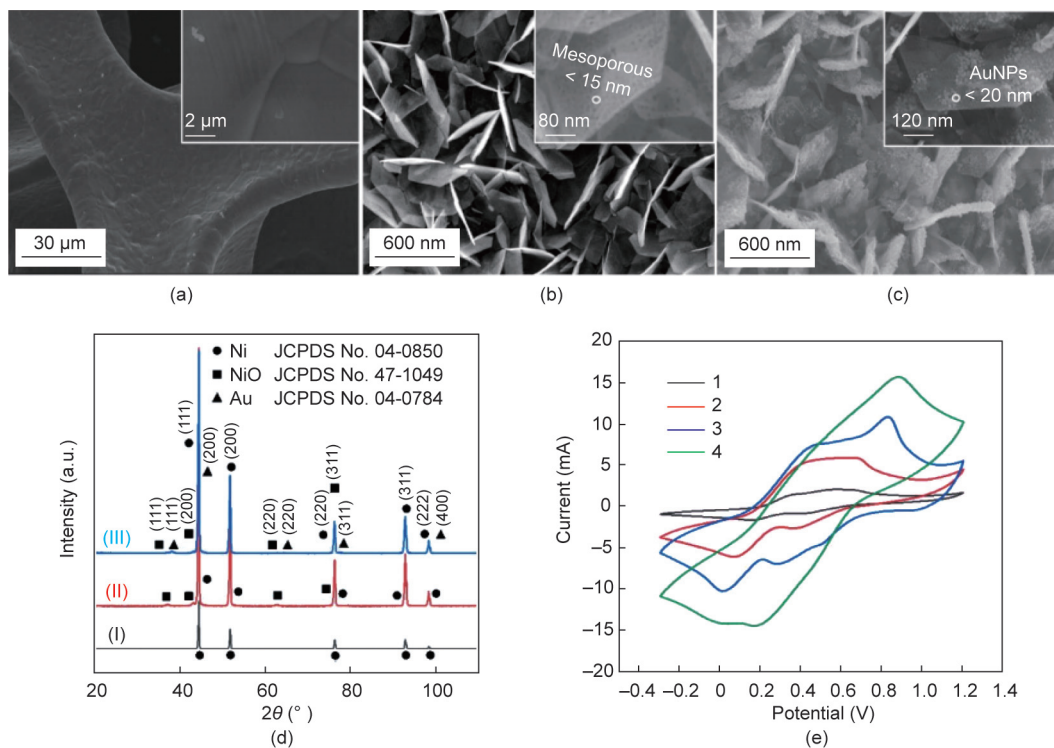 2 μm
30 μm
(a)
Mesoporous
< 15 nm
80 nm
600 nm
(b)
AuNPs
< 20 nm
120 nm
600 nm
(c)
Intensity (a.u.)
Ni JCPDS No. 04-0850
NiO JCPDS No. 47-1049
Au JCPDS No. 04-0784
(111)
(111)
(200)
(111)
(200)
(200)
(220)
(220)
(220)
(311)
(311)
(311)
(222)
(400)
(III)
(II)
(I)
20 40 60 80 100
2θ (°)
(d)
Current (mA)
20
15
10
5
0
−5
−10
−15
−20
1
2
3
4
−0.4 −0.2 0 0.2 0.4 0.6 0.8 1.0 1.2 1.4
Potential (V)
(e)